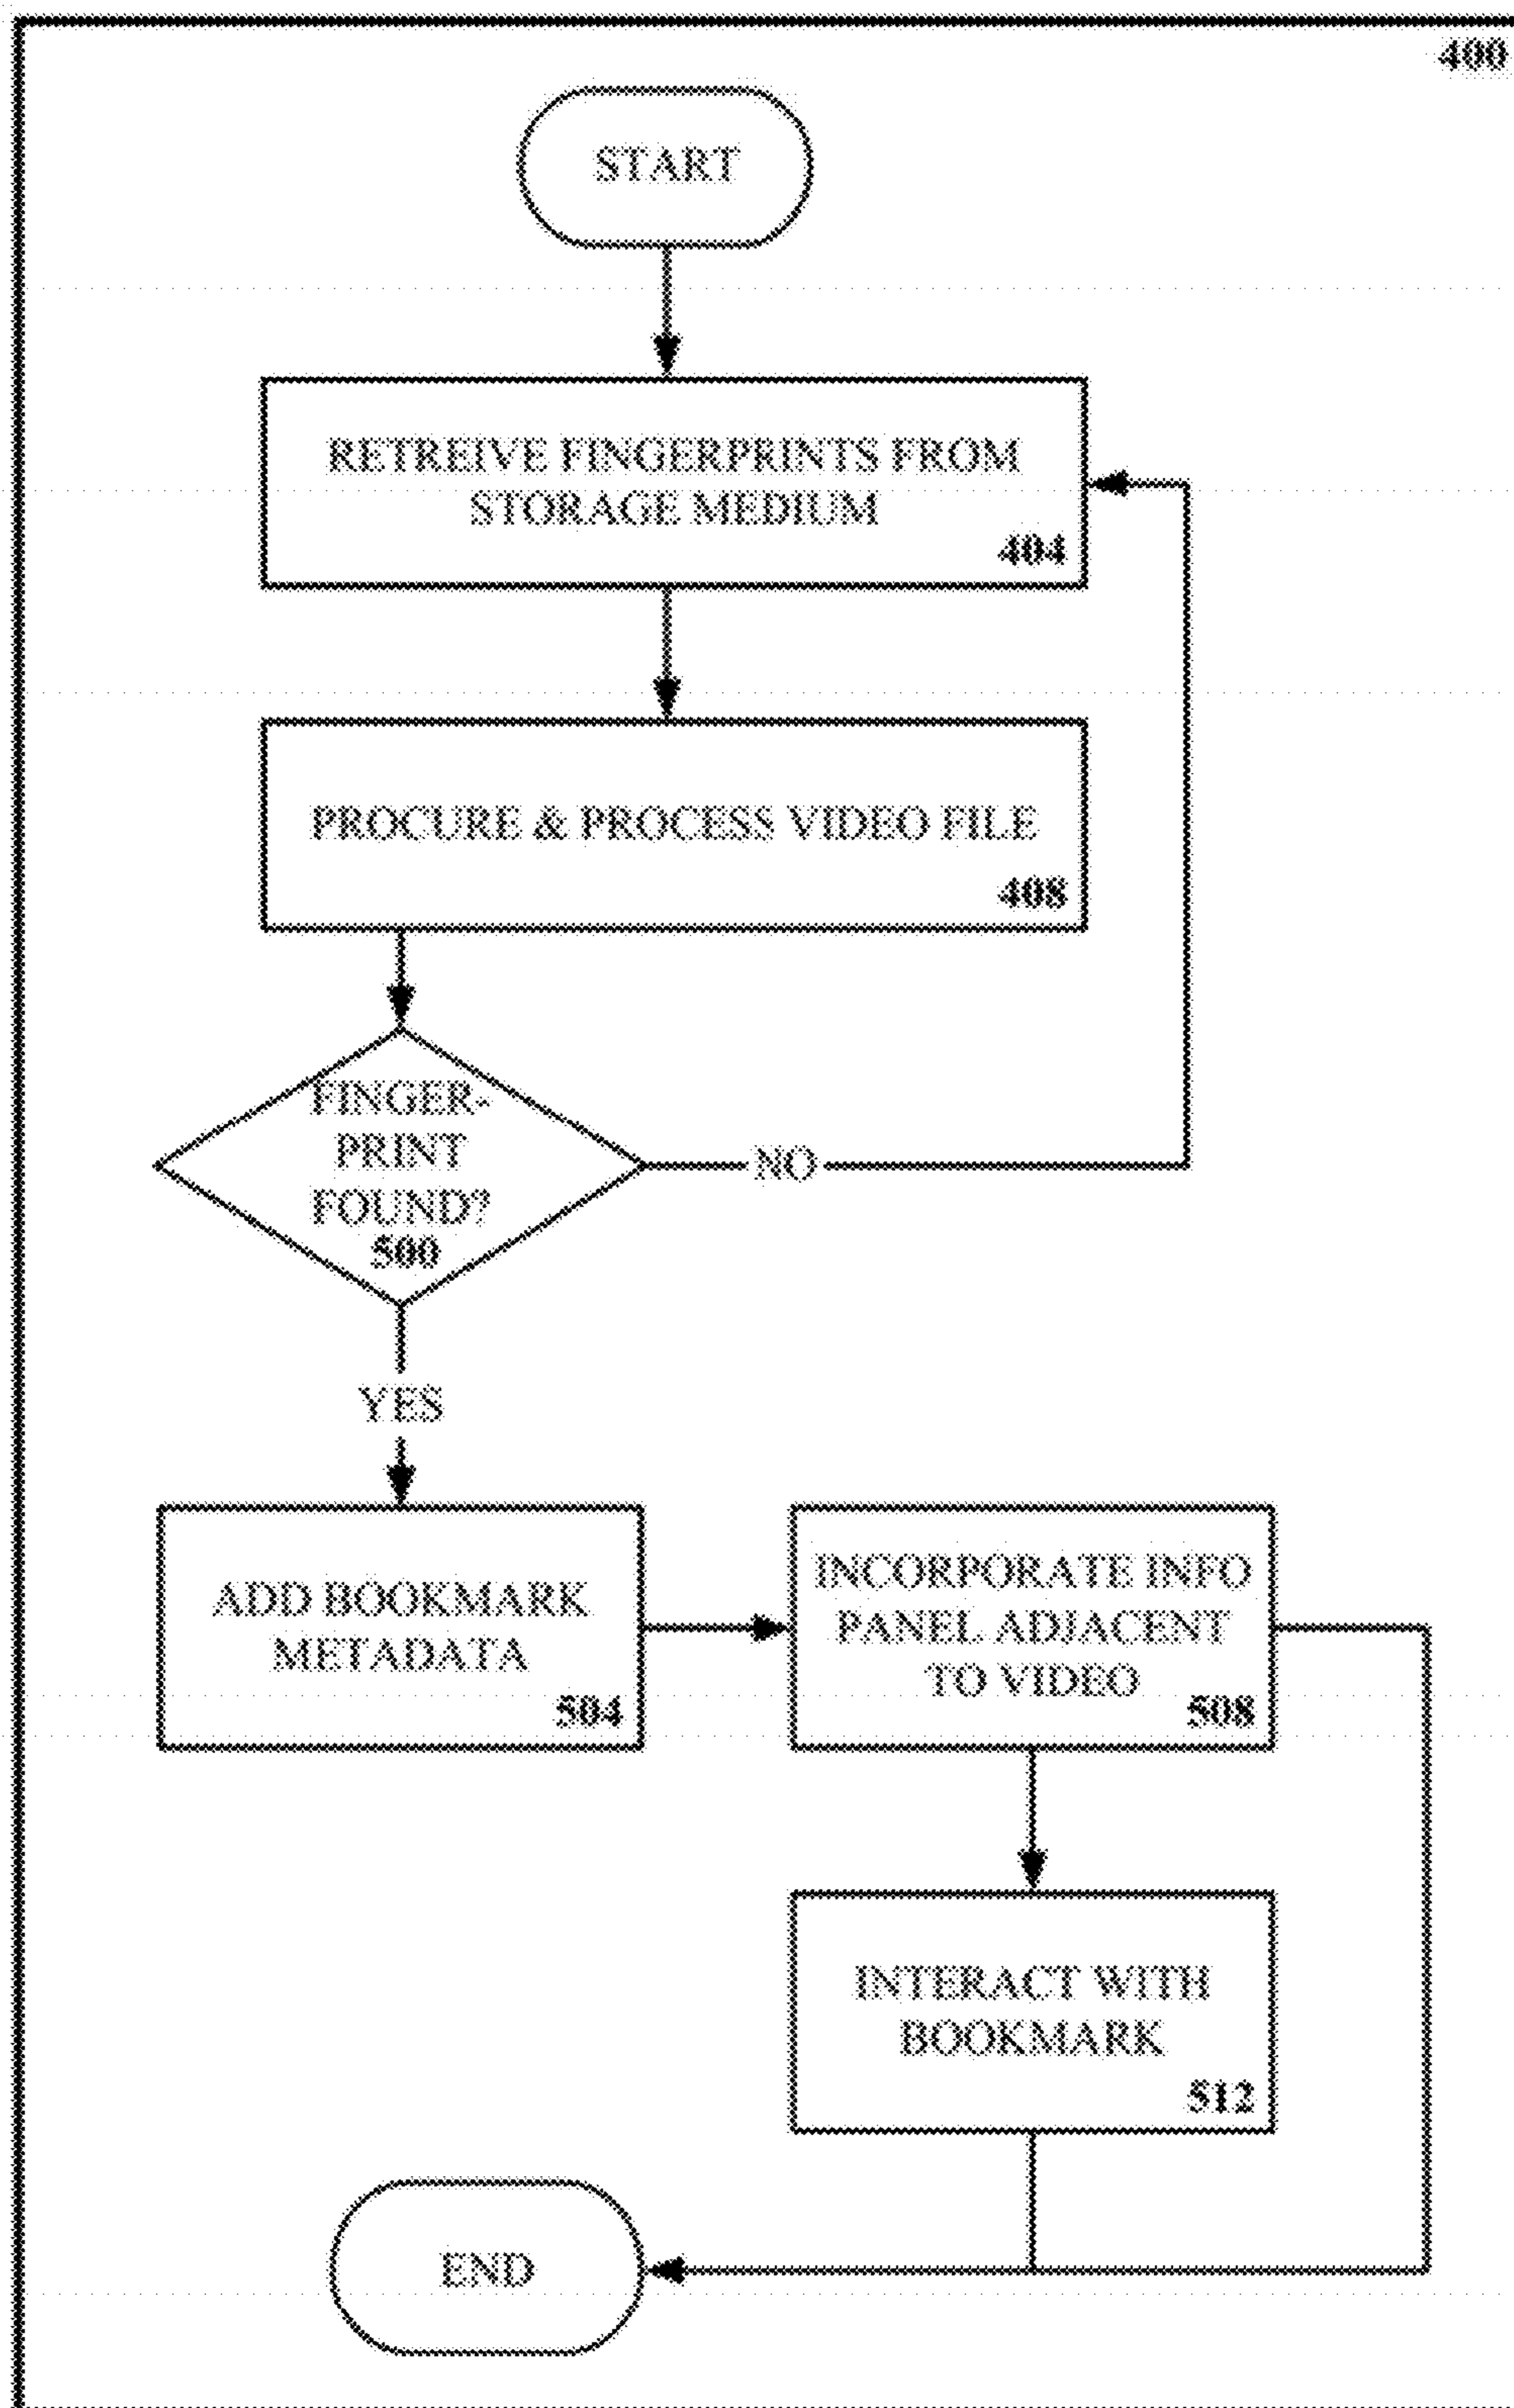 400
START
RETREIVE FINGERPRINTS FROM
STORAGE MEDIUM
404
PROCURE & PROCESS VIDEO FILE
408
FINGER-
PRINT
FOUND?
500
NO
YES
ADD BOOKMARK
METADATA
504
INCORPORATE INFO
PANEL ADJACENT
TO VIDEO
508
INTERACT WITH
BOOKMARK
512
END